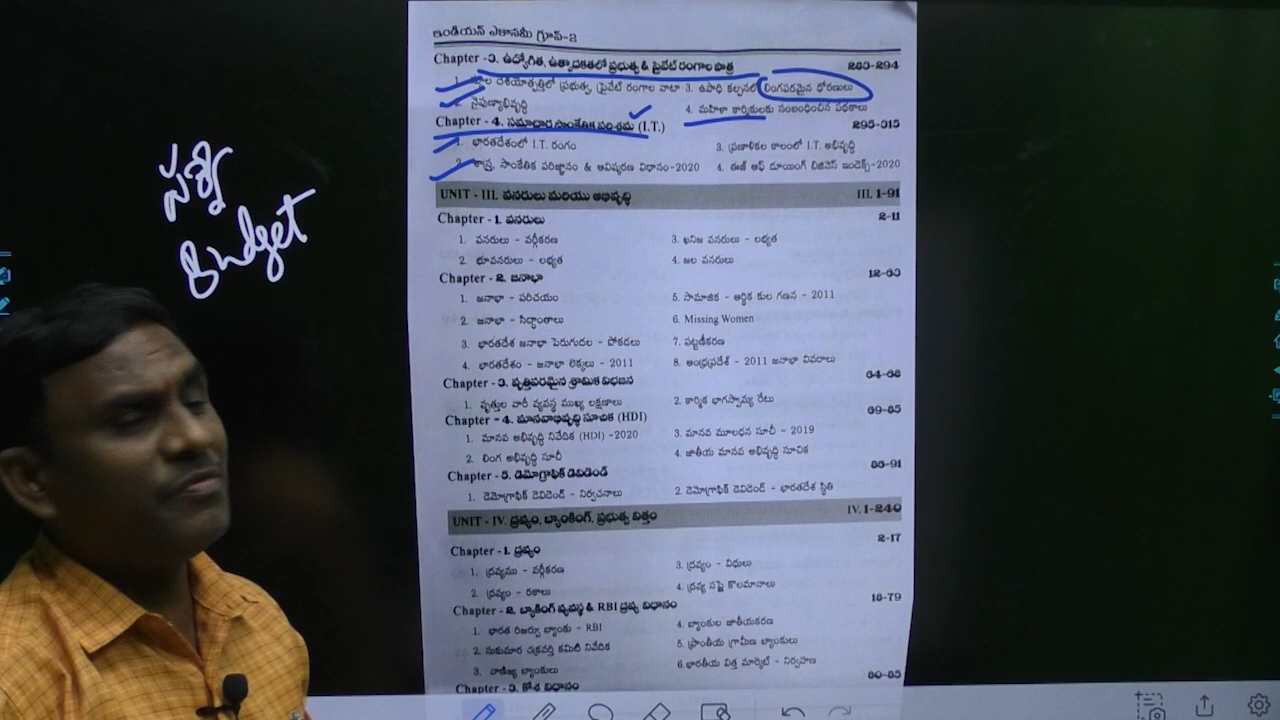 ఇండియన్ ఎకానమీ గ్రూప్-2
Chapter - 3. ఉద్యోగిత, ఉత్పాదకతలో ప్రభుత్వ & ప్రైవేట్ రంగాల పాత్ర 283-294
1. స్థూల దేశీయోత్పత్తిలో ప్రభుత్వ, ప్రైవేట్ రంగాల వాటా 3. ఉపాధి కల్పనలో లింగపరమైన ధోరణులు
2. నైపుణ్యాభివృద్ధి 4. మహిళా కార్మికులకు సంబంధించిన పథకాలు
Chapter - 4. సమాచార సాంకేతిక పరిశ్రమ (I.T.) 295-315
1. భారతదేశంలో I.T. రంగం 3. ప్రణాళికల కాలంలో I.T. అభివృద్ధి
2. శాస్త్ర, సాంకేతిక పరిజ్ఞానం & ఆవిష్కరణ విధానం-2020 4. ఈజ్ ఆఫ్ డూయింగ్ బిజినెస్ ఇండెక్స్-2020
UNIT - III. వనరులు మరియు అభివృద్ధి III. 1-91
Chapter - 1. వనరులు 2-11
1. వనరులు - వర్గీకరణ 3. ఖనిజ వనరులు - లభ్యత
2. భూవనరులు - లభ్యత 4. జల వనరులు
Chapter - 2. జనాభా 12-63
1. జనాభా - పరిచయం 5. సామాజిక - ఆర్థిక కుల గణన - 2011
2. జనాభా - సిద్ధాంతాలు 6. Missing Women
3. భారతదేశ జనాభా పెరుగుదల - పోకడలు 7. పట్టణీకరణ
4. భారతదేశం - జనాభా లెక్కలు - 2011 8. ఆంధ్రప్రదేశ్ - 2011 జనాభా వివరాలు
Chapter - 3. వృత్తిపరమైన శ్రామిక విభజన 64-68
1. వృత్తుల వారీ వ్యవస్థ ముఖ్య లక్షణాలు 2. కార్మిక భాగస్వామ్య రేటు
Chapter - 4. మానవాభివృద్ధి సూచిక (HDI) 69-85
1. మానవ అభివృద్ధి నివేదిక (HDI) -2020 3. మానవ మూలధన సూచీ - 2019
2. లింగ అభివృద్ధి సూచీ 4. జాతీయ మానవ అభివృద్ధి సూచిక
Chapter - 5. డెమోగ్రాఫిక్ డివిడెండ్ 86-91
1. డెమోగ్రాఫిక్ డెవిడెండ్ - నిర్వచనాలు 2. డెమోగ్రాఫిక్ డెవిడెండ్ - భారతదేశ స్థితి
UNIT - IV. ద్రవ్యం, బ్యాంకింగ్, ప్రభుత్వ విత్తం IV. 1-240
Chapter - 1. ద్రవ్యం 2-17
1. ద్రవ్యము - వర్గీకరణ 3. ద్రవ్యం - విధులు
2. ద్రవ్యం - రకాలు 4. ద్రవ్య సప్లై కొలమానాలు
Chapter - 2. బ్యాకింగ్ వ్యవస్థ & RBI ద్రవ్య విధానం 18-79
1. భారత రిజర్వు బ్యాంకు - RBI 4. బ్యాంకుల జాతీయకరణ
2. సుకుమార చక్రవర్తి కమిటీ నివేదిక 5. ప్రాంతీయ గ్రామీణ బ్యాంకులు
3. వాణిజ్య బ్యాంకులు 6. భారతీయ విత్త మార్కెట్ - నిర్వహణ
Chapter - 3. కోశ విధానం 80-85
Budget